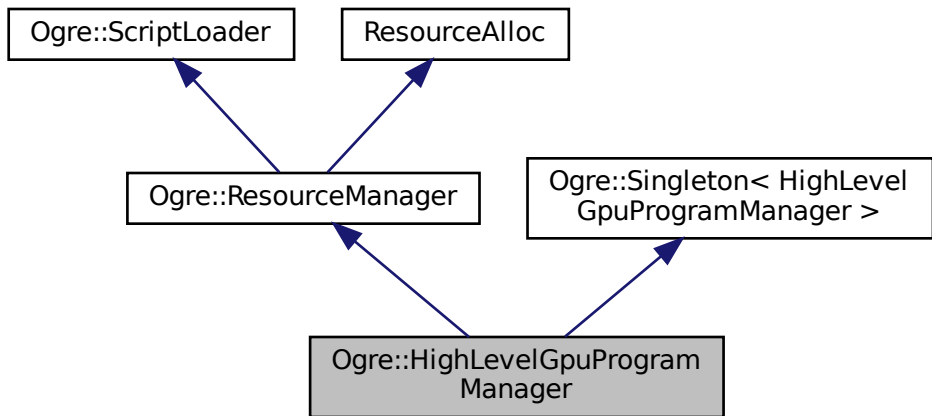 Ogre::ScriptLoader
ResourceAlloc
Ogre::ResourceManager
Ogre::Singleton< HighLevel
GpuProgramManager >
Ogre::HighLevelGpuProgram
Manager